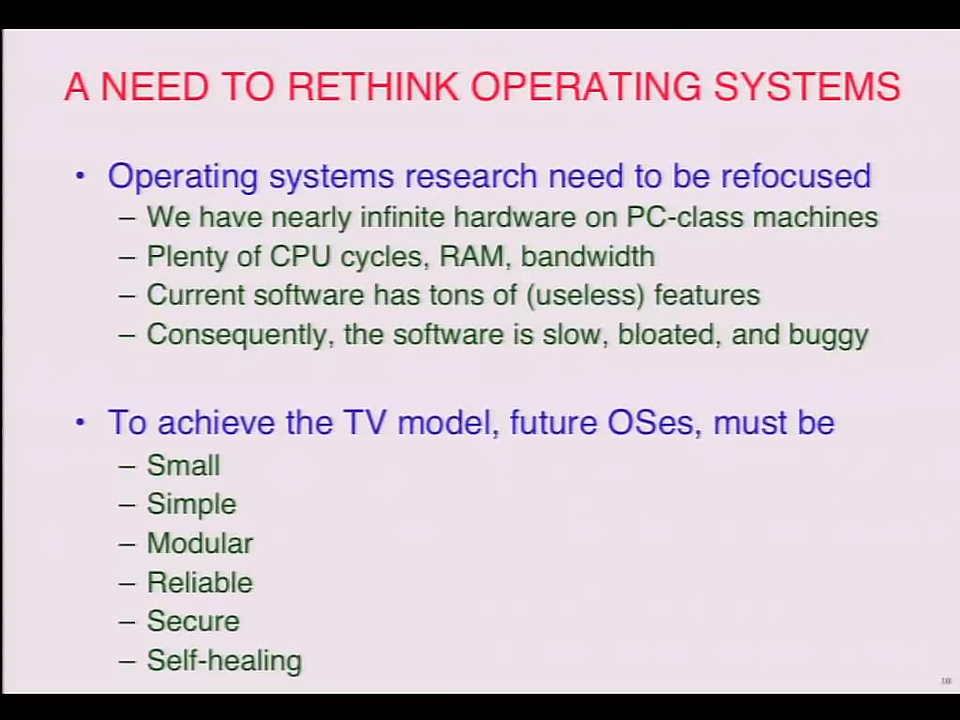 A NEED TO RETHINK OPERATING SYSTEMS
• Operating systems research need to be refocused
– We have nearly infinite hardware on PC-class machines
– Plenty of CPU cycles, RAM, bandwidth
– Current software has tons of (useless) features
– Consequently, the software is slow, bloated, and buggy
• To achieve the TV model, future OSes, must be
– Small
– Simple
– Modular
– Reliable
– Secure
– Self-healing